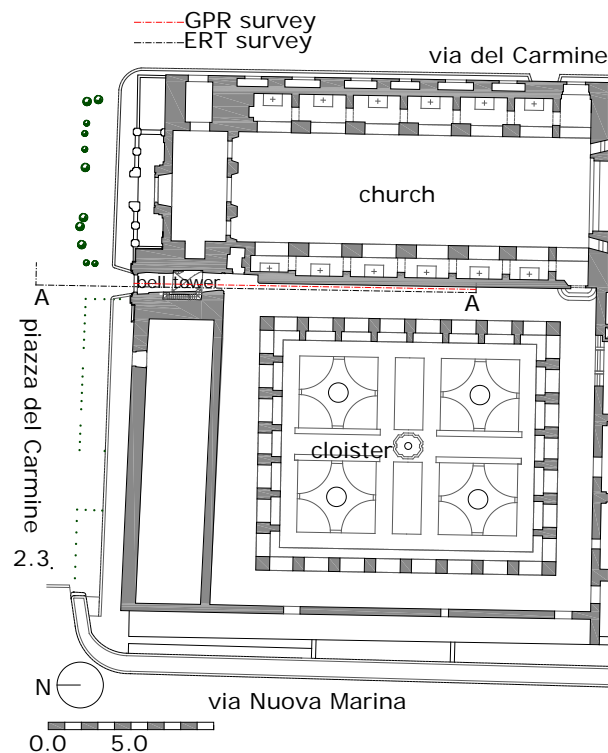 GPR survey
ERT survey
via del Carmine
church
bell tower
A
A
piazza del Carmine
cloister
2.3
N
via Nuova Marina
0.0 5.0